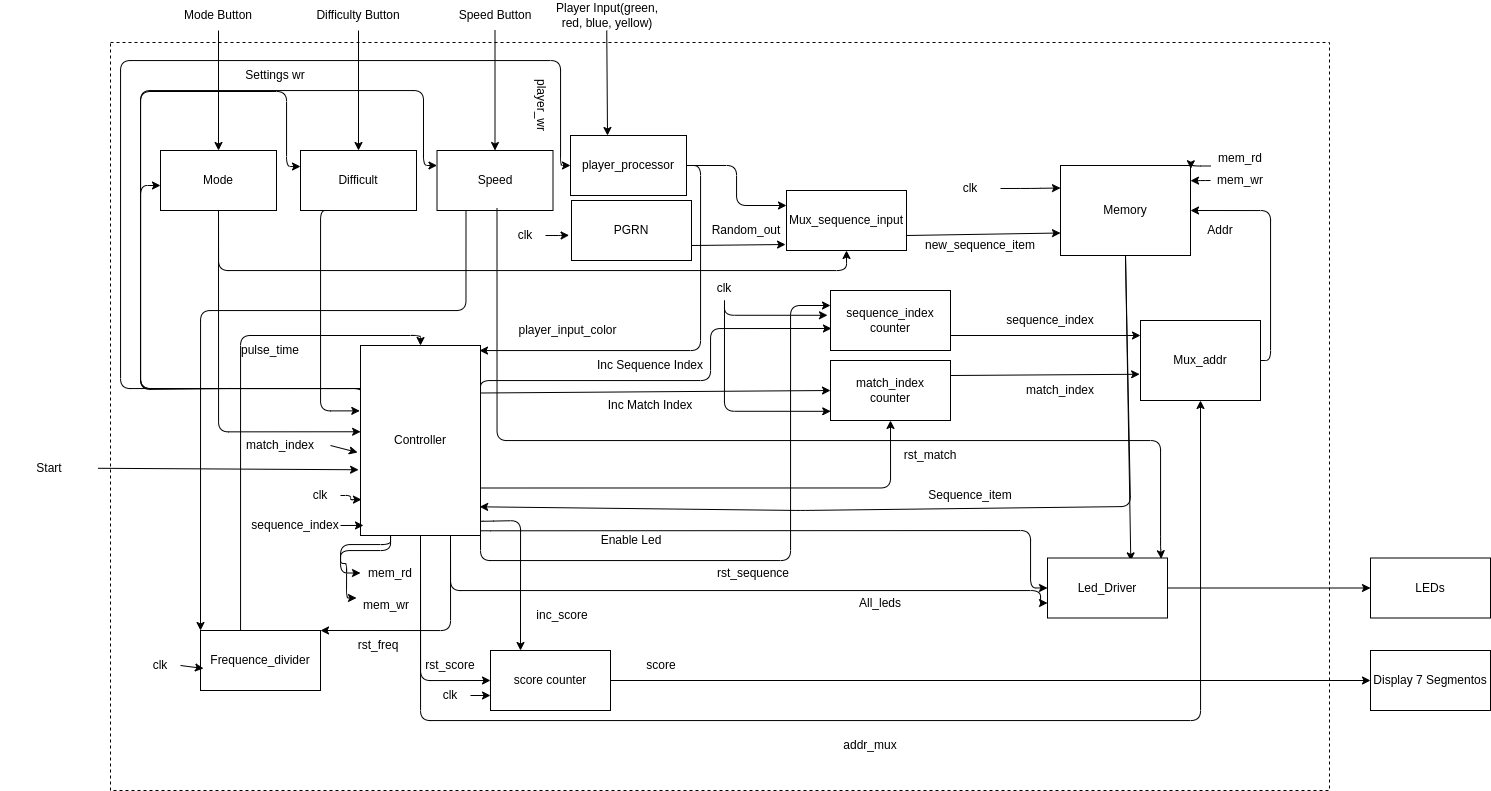 Mode Button
Difficulty Button
Speed Button
Player Input(green,
red, blue, yellow)
Settings wr
player_wr
Mode
Difficult
Speed
player_processor
PGRN
clk
Random_out
Mux_sequence_input
new_sequence_item
clk
Memory
mem_rd
mem_wr
Addr
clk
sequence_index
counter
sequence_index
Mux_addr
player_input_color
pulse_time
Inc Sequence Index
match_index
counter
match_index
Inc Match Index
Controller
match_index
Start
rst_match
clk
Sequence_item
sequence_index
Enable Led
mem_rd
rst_sequence
Led_Driver
LEDs
mem_wr
All_leds
inc_score
rst_freq
clk
Frequence_divider
rst_score
score
clk
score counter
Display 7 Segmentos
addr_mux